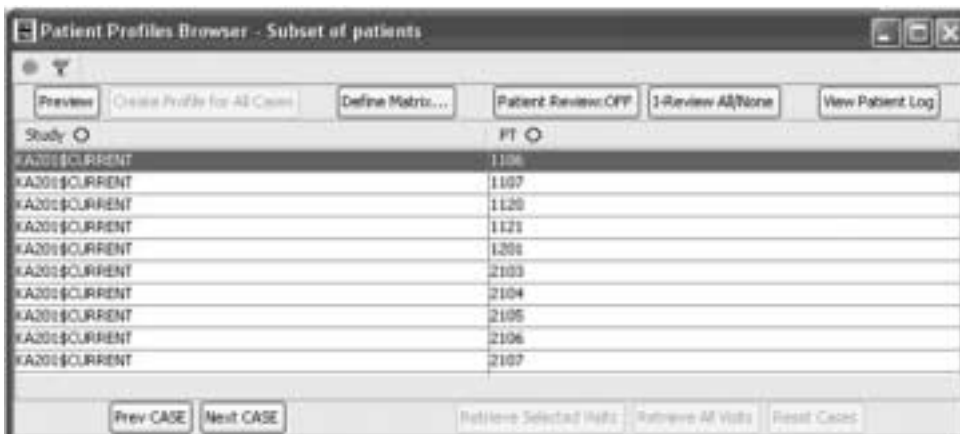 Patient Profiles Browser - Subset of patients
Preview Create Profile for All Cases Define Matrix... Patient Review:OFF I-Review All/None View Patient Log
Study PT
KA201$CURRENT 1106
KA201$CURRENT 1107
KA201$CURRENT 1120
KA201$CURRENT 1121
KA201$CURRENT 1201
KA201$CURRENT 2103
KA201$CURRENT 2104
KA201$CURRENT 2105
KA201$CURRENT 2106
KA201$CURRENT 2107
Prev CASE Next CASE Retrieve Selected Visits Retrieve All Visits Reset Cases